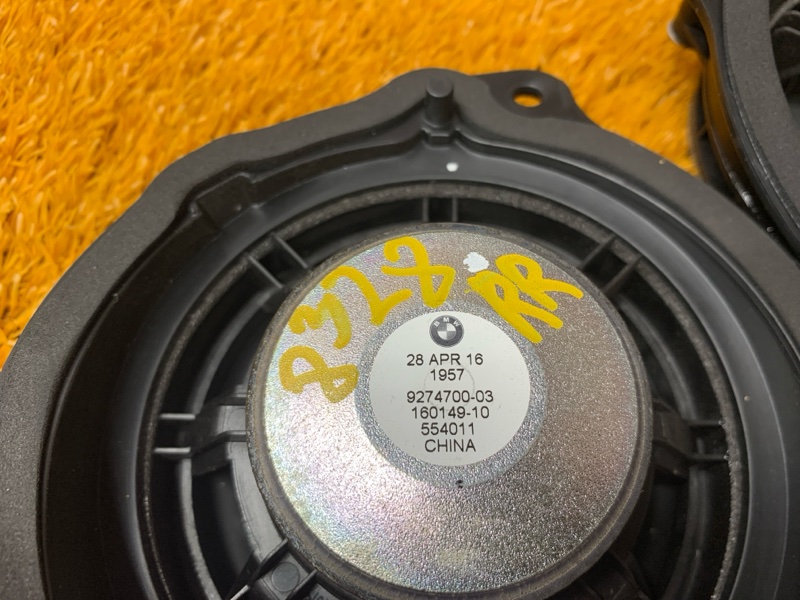 8328 RR
BMW
28 APR 16
1957
9274700-03
160149-10
554011
CHINA